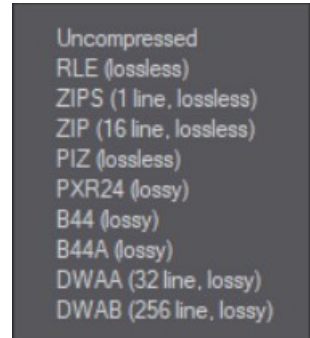 Uncompressed
RLE (lossless)
ZIPS (1 line, lossless)
ZIP (16 line, lossless)
PIZ (lossless)
PXR24 (lossy)
B44 (lossy)
B44A (lossy)
DWAA (32 line, lossy)
DWAB (256 line, lossy)